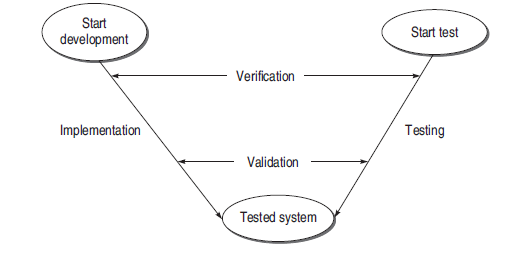 Start
development
Start test
Verification
Implementation
Testing
Validation
Tested system